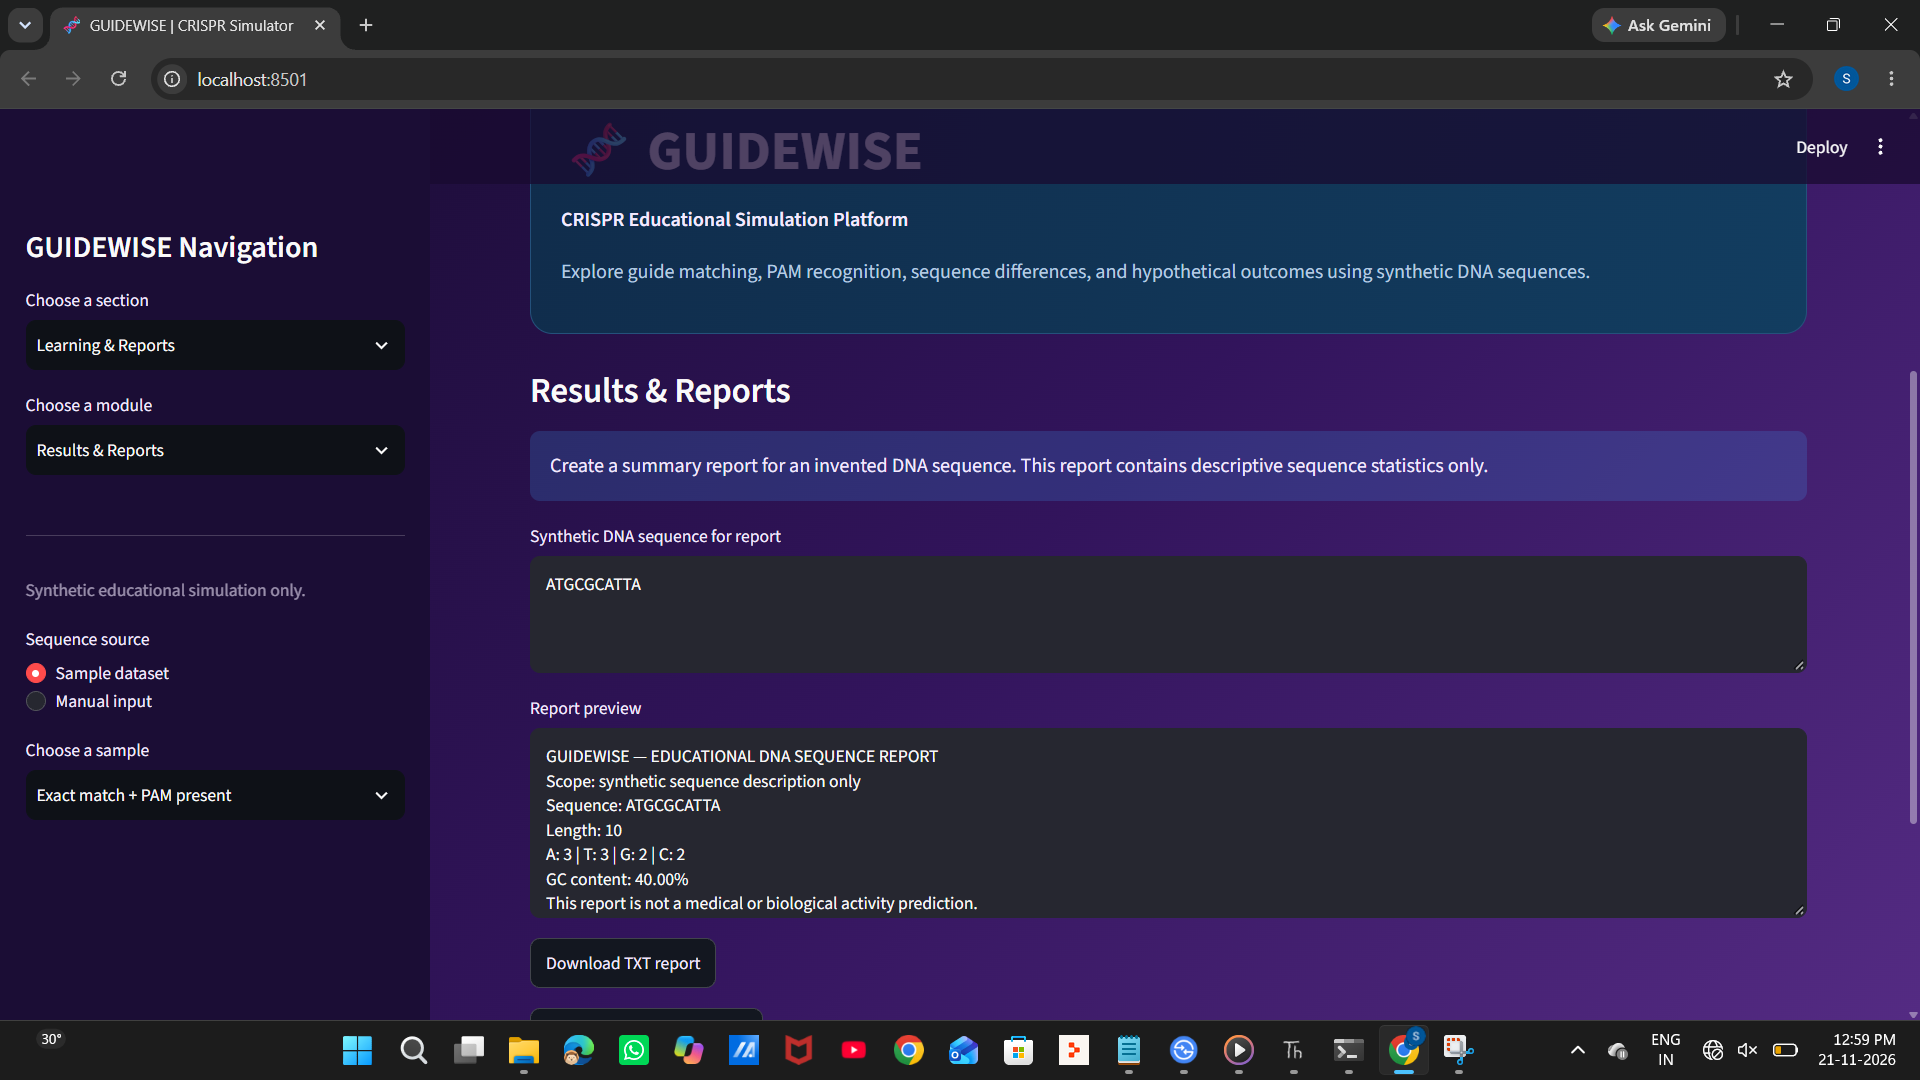 GUIDEWISE | CRISPR Simulator
Ask Gemini
localhost:8501
S
GUIDEWISE
Deploy
CRISPR Educational Simulation Platform
Explore guide matching, PAM recognition, sequence differences, and hypothetical outcomes using synthetic DNA sequences.
GUIDEWISE Navigation
Choose a section
Learning & Reports
Choose a module
Results & Reports
Synthetic educational simulation only.
Sequence source
Sample dataset
Manual input
Choose a sample
Exact match + PAM present
Results & Reports
Create a summary report for an invented DNA sequence. This report contains descriptive sequence statistics only.
Synthetic DNA sequence for report
ATGCGCATTA
Report preview
GUIDEWISE — EDUCATIONAL DNA SEQUENCE REPORT
Scope: synthetic sequence description only
Sequence: ATGCGCATTA
Length: 10
A: 3 | T: 3 | G: 2 | C: 2
GC content: 40.00%
This report is not a medical or biological activity prediction.
Download TXT report
30°
Th
S
ENG
IN
12:59 PM
21-11-2026